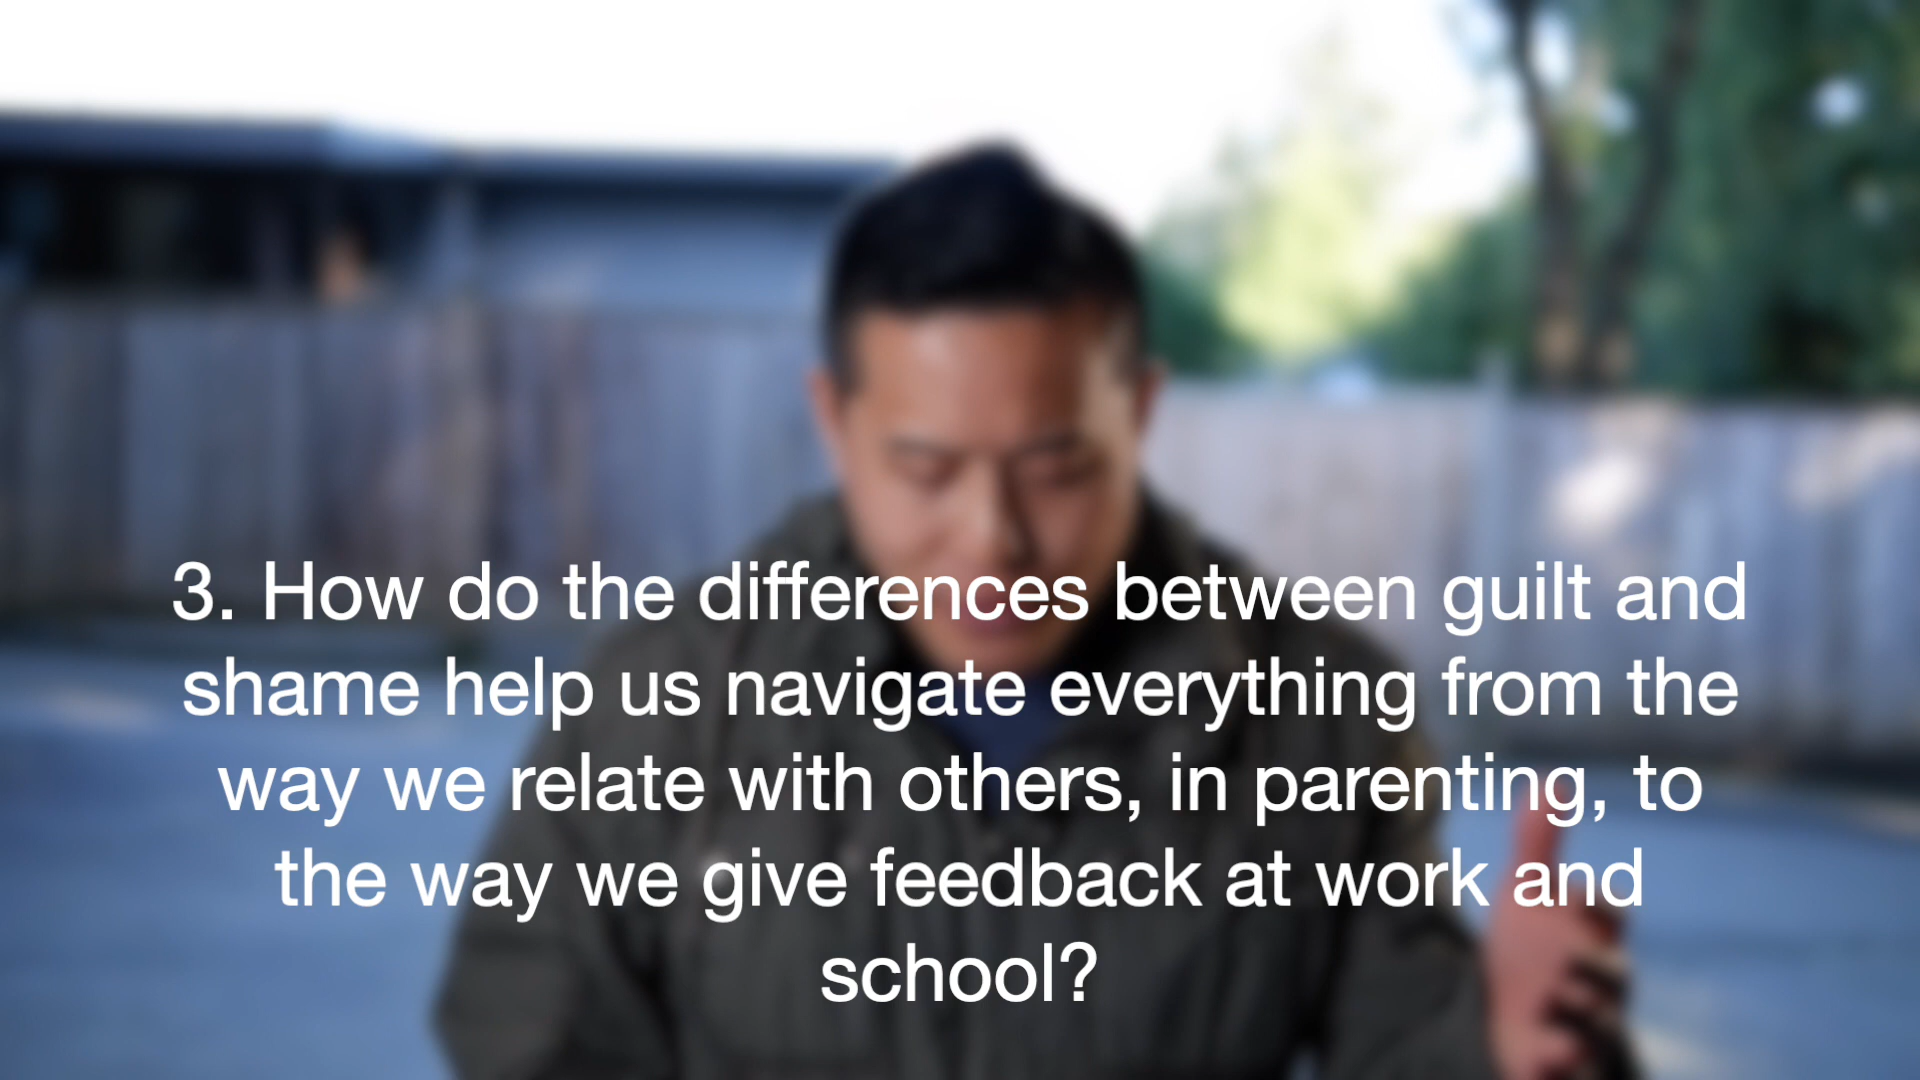 3. How do the differences between guilt and
shame help us navigate everything from the
way we relate with others, in parenting, to
the way we give feedback at work and
school?